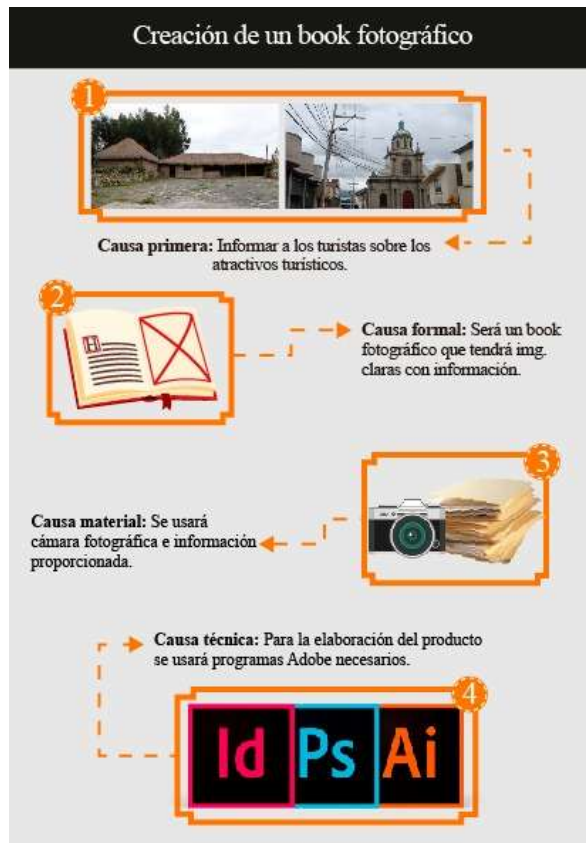 Creación de un book fotográfico
1
Causa primera: Informar a los turistas sobre los
atractivos turísticos.
2
H
Causa formal: Será un book
fotográfico que tendrá img.
claras con información.
3
Causa material: Se usará
cámara fotográfica e información
proporcionada.
Causa técnica: Para la elaboración del producto
se usará programas Adobe necesarios.
4
Id Ps Ai